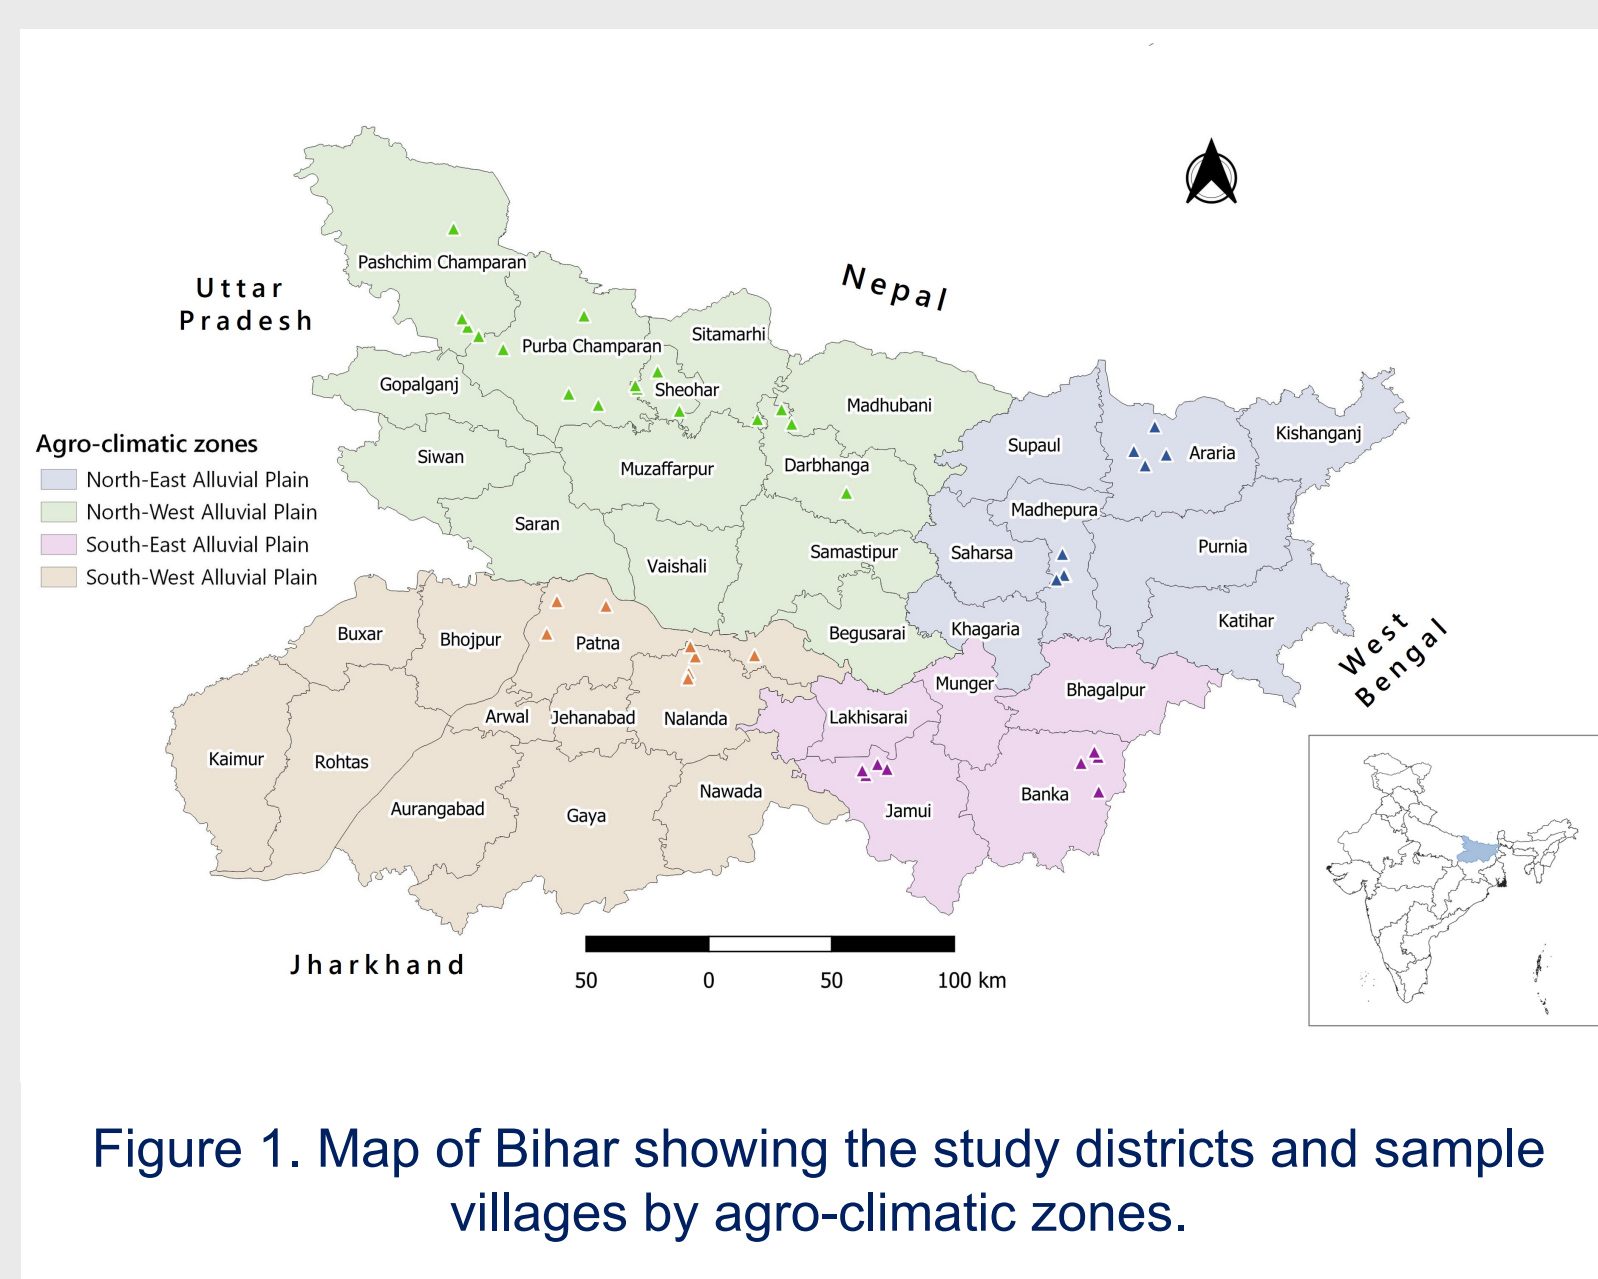 Nepal
Uttar
Pradesh
Pashchim Champaran
Sitamarhi
Purba Champaran
Gopalganj
Sheohar
Madhubani
Kishanganj
Supaul
Araria
Agro-climatic zones
North-East Alluvial Plain
North-West Alluvial Plain
South-East Alluvial Plain
South-West Alluvial Plain
Siwan
Muzaffarpur
Darbhanga
Madhepura
Saran
Purnia
Samastipur
Saharsa
Vaishali
Katihar
Khagaria
Begusarai
Buxar
Bhojpur
Patna
West
Bengal
Munger
Bhagalpur
Arwal
Jehanabad
Nalanda
Lakhisarai
Kaimur
Rohtas
Nawada
Banka
Aurangabad
Gaya
Jamui
Jharkhand
50 0 50 100 km
Figure 1. Map of Bihar showing the study districts and sample
villages by agro-climatic zones.